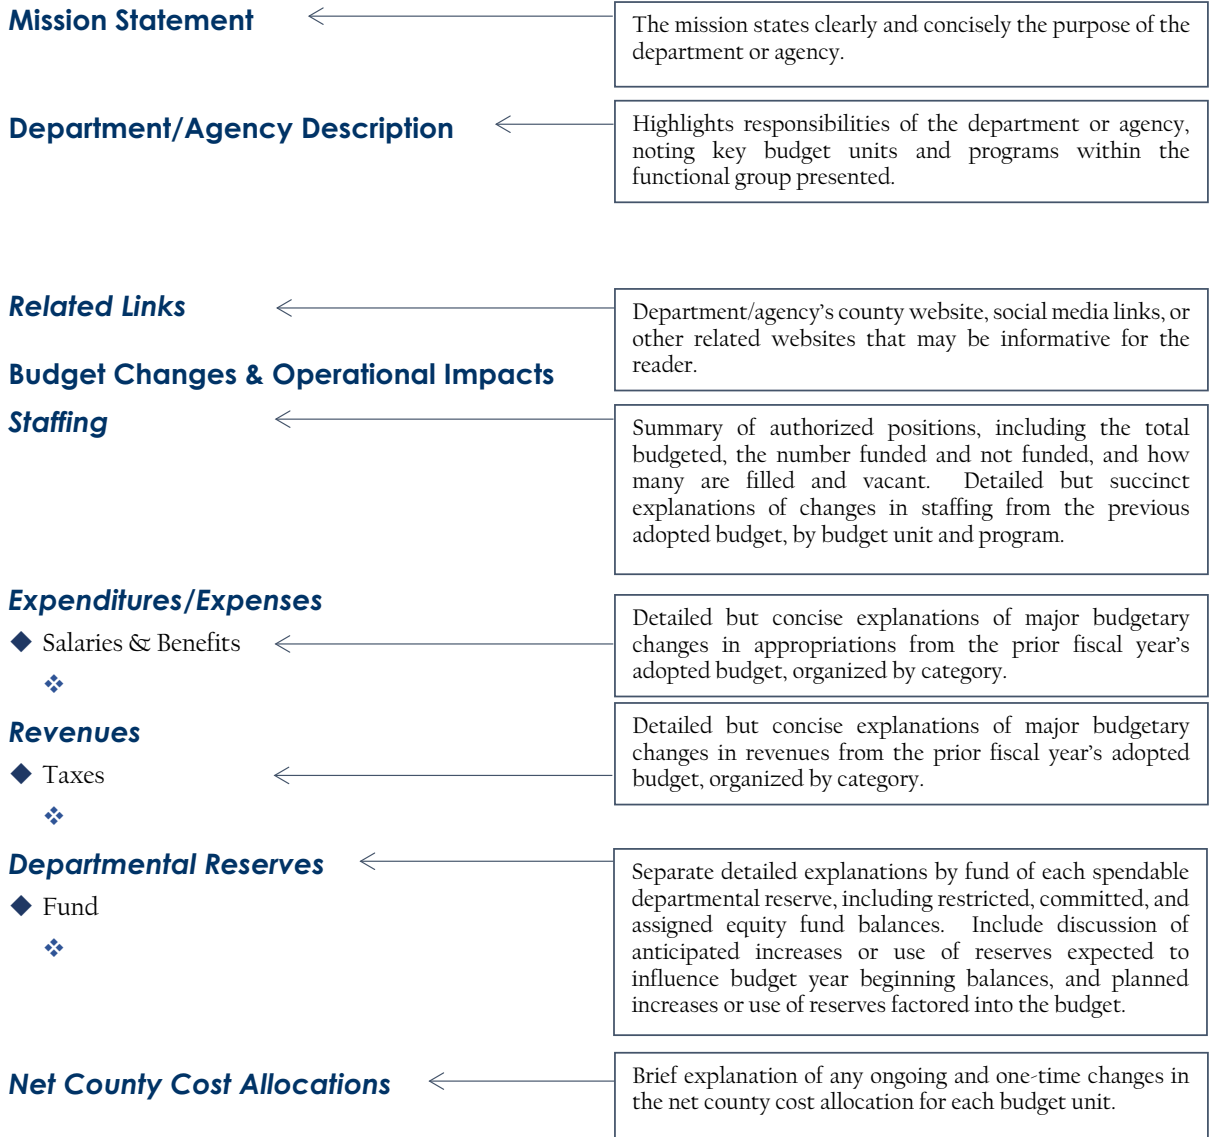 Mission Statement
The mission states clearly and concisely the purpose of the
department or agency.
Department/Agency Description
Highlights responsibilities of the department or agency,
noting key budget units and programs within the
functional group presented.
Related Links
Department/agency's county website, social media links, or
other related websites that may be informative for the
reader.
Budget Changes & Operational Impacts
Staffing
Summary of authorized positions, including the total
budgeted, the number funded and not funded, and how
many are filled and vacant. Detailed but succinct
explanations of changes in staffing from the previous
adopted budget, by budget unit and program.
Expenditures/Expenses
Salaries & Benefits
Detailed but concise explanations of major budgetary
changes in appropriations from the prior fiscal year's
adopted budget, organized by category.
Revenues
Taxes
Detailed but concise explanations of major budgetary
changes in revenues from the prior fiscal year's adopted
budget, organized by category.
Departmental Reserves
Fund
Separate detailed explanations by fund of each spendable
departmental reserve, including restricted, committed, and
assigned equity fund balances. Include discussion of
anticipated increases or use of reserves expected to
influence budget year beginning balances, and planned
increases or use of reserves factored into the budget.
Net County Cost Allocations
Brief explanation of any ongoing and one-time changes in
the net county cost allocation for each budget unit.